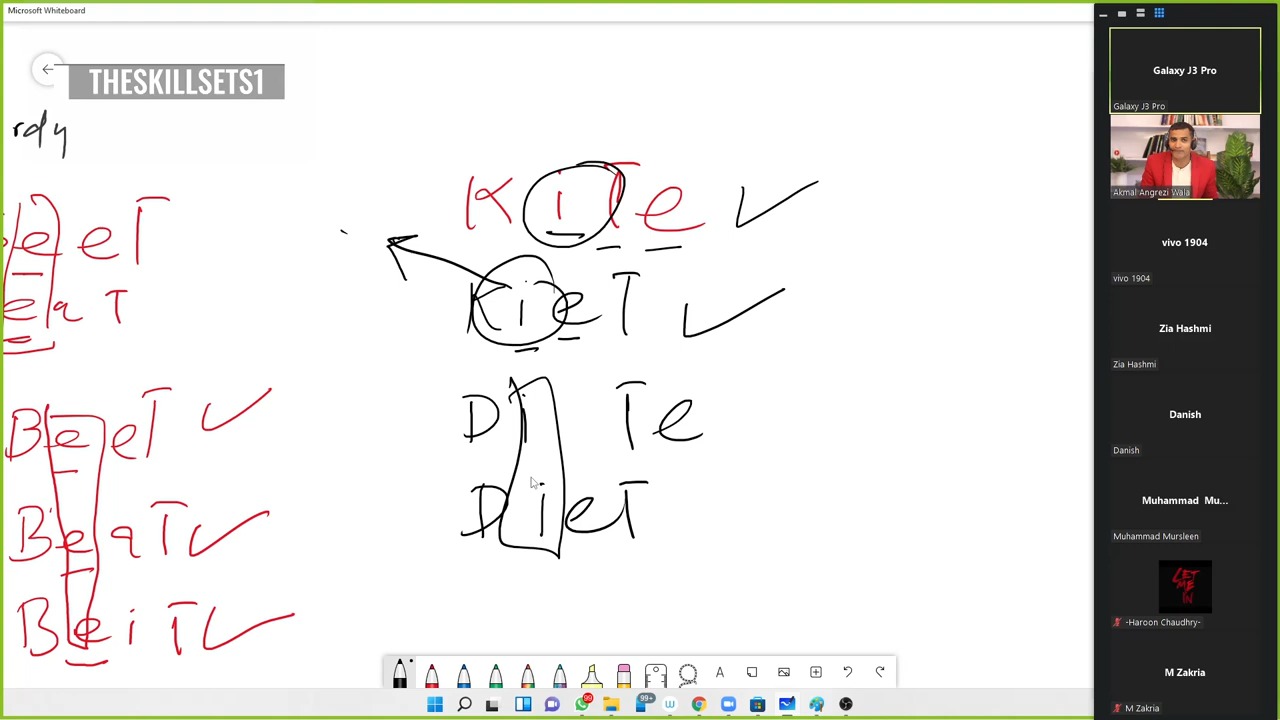 Microsoft Whiteboard
THESKILLSETS1
rdy
eeT
eaT
BeeT
BeaT
BeiT
KiTe
KieT
DiTe
DieT
Galaxy J3 Pro
Galaxy J3 Pro
Akmal Angrezi Wala
vivo 1904
vivo 1904
Zia Hashmi
Zia Hashmi
Danish
Danish
Muhammad Mu...
Muhammad Mursleen
LET ME IN
-Haroon Chaudhry-
M Zakria
M Zakria
A
99
99+